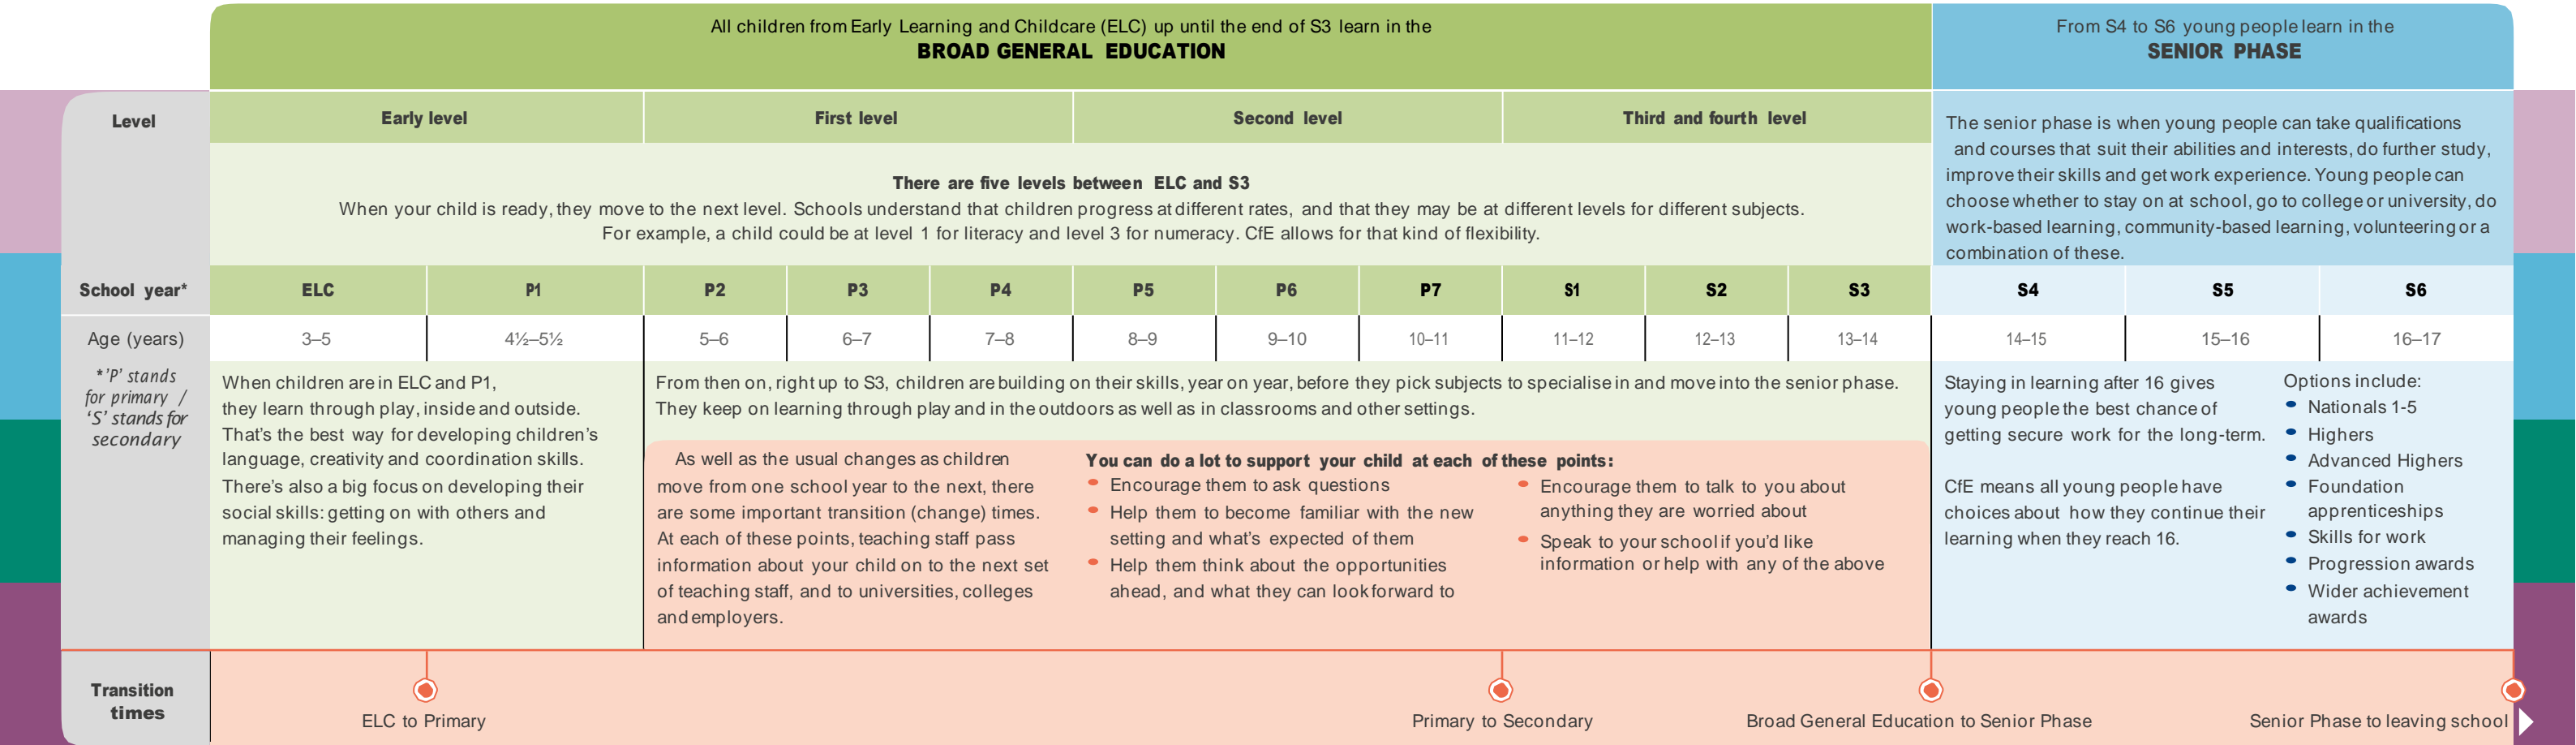 All children from Early Learning and Childcare (ELC) up until the end of S3 learn in the
BROAD GENERAL EDUCATION
From S4 to S6 young people learn in the
SENIOR PHASE
Level
Early level
First level
Second level
Third and fourth level
There are five levels between ELC and S3
When your child is ready, they move to the next level. Schools understand that children progress at different rates, and that they may be at different levels for different subjects.
For example, a child could be at level 1 for literacy and level 3 for numeracy. CfE allows for that kind of flexibility.
The senior phase is when young people can take qualifications
and courses that suit their abilities and interests, do further study,
improve their skills and get work experience. Young people can
choose whether to stay on at school, go to college or university, do
work-based learning, community-based learning, volunteering or a
combination of these.
School year*
ELC
P1
P2
P3
P4
P5
P6
P7
S1
S2
S3
S4
S5
S6
Age (years)
3–5
4½–5½
5–6
6–7
7–8
8–9
9–10
10–11
11–12
12–13
13–14
14–15
15–16
16–17
*'P' stands
for primary /
‘S’ stands for
secondary
When children are in ELC and P1,
they learn through play, inside and outside.
That’s the best way for developing children’s
language, creativity and coordination skills.
There’s also a big focus on developing their
social skills: getting on with others and
managing their feelings.
From then on, right up to S3, children are building on their skills, year on year, before they pick subjects to specialise in and move into the senior phase.
They keep on learning through play and in the outdoors as well as in classrooms and other settings.
As well as the usual changes as children
move from one school year to the next, there
are some important transition (change) times.
At each of these points, teaching staff pass
information about your child on to the next set
of teaching staff, and to universities, colleges
and employers.
You can do a lot to support your child at each of these points:
Encourage them to ask questions
Help them to become familiar with the new
setting and what’s expected of them
Help them think about the opportunities
ahead, and what they can look forward to
Encourage them to talk to you about
anything they are worried about
Speak to your school if you’d like
information or help with any of the above
Staying in learning after 16 gives
young people the best chance of
getting secure work for the long-term.
CfE means all young people have
choices about how they continue their
learning when they reach 16.
Options include:
Nationals 1-5
Highers
Advanced Highers
Foundation
apprenticeships
Skills for work
Progression awards
Wider achievement
awards
Transition
times
ELC to Primary
Primary to Secondary
Broad General Education to Senior Phase
Senior Phase to leaving school